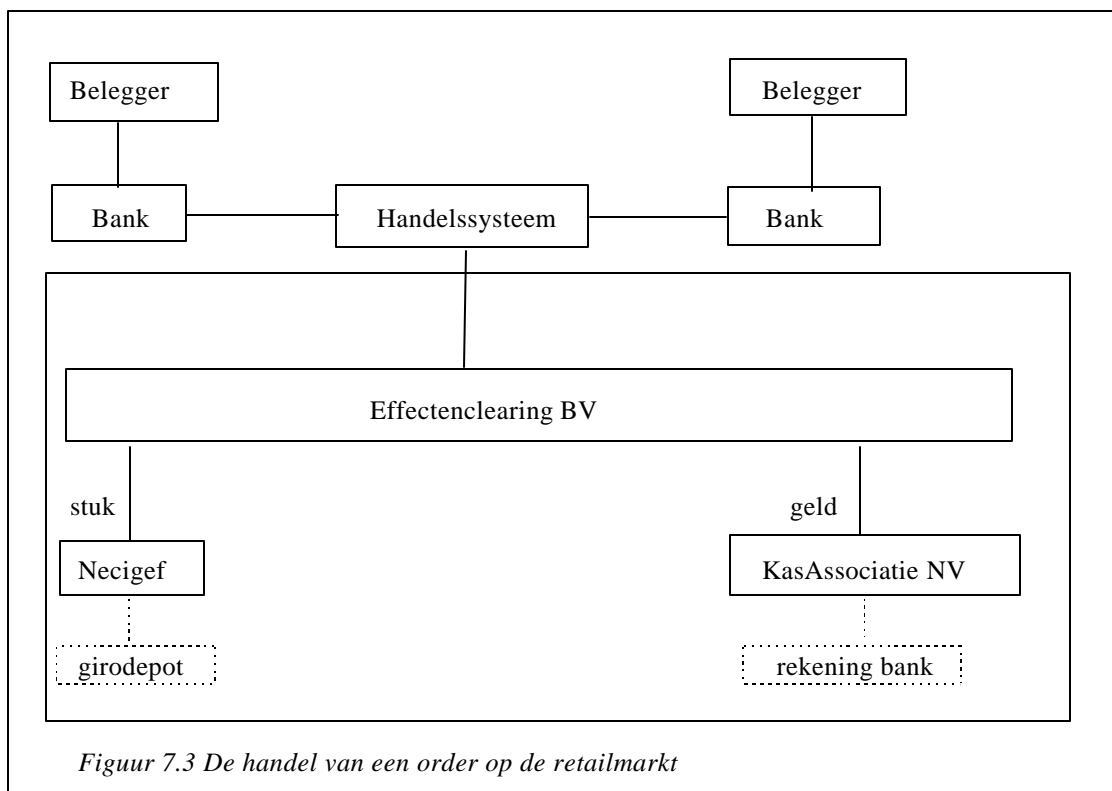 Belegger
Belegger
Bank
Handelssysteem
Bank
Effectenclearing BV
stuk
geld
Necigef
KasAssociatie NV
girodepot
rekening bank
Figuur 7.3 De handel van een order op de retailmarkt